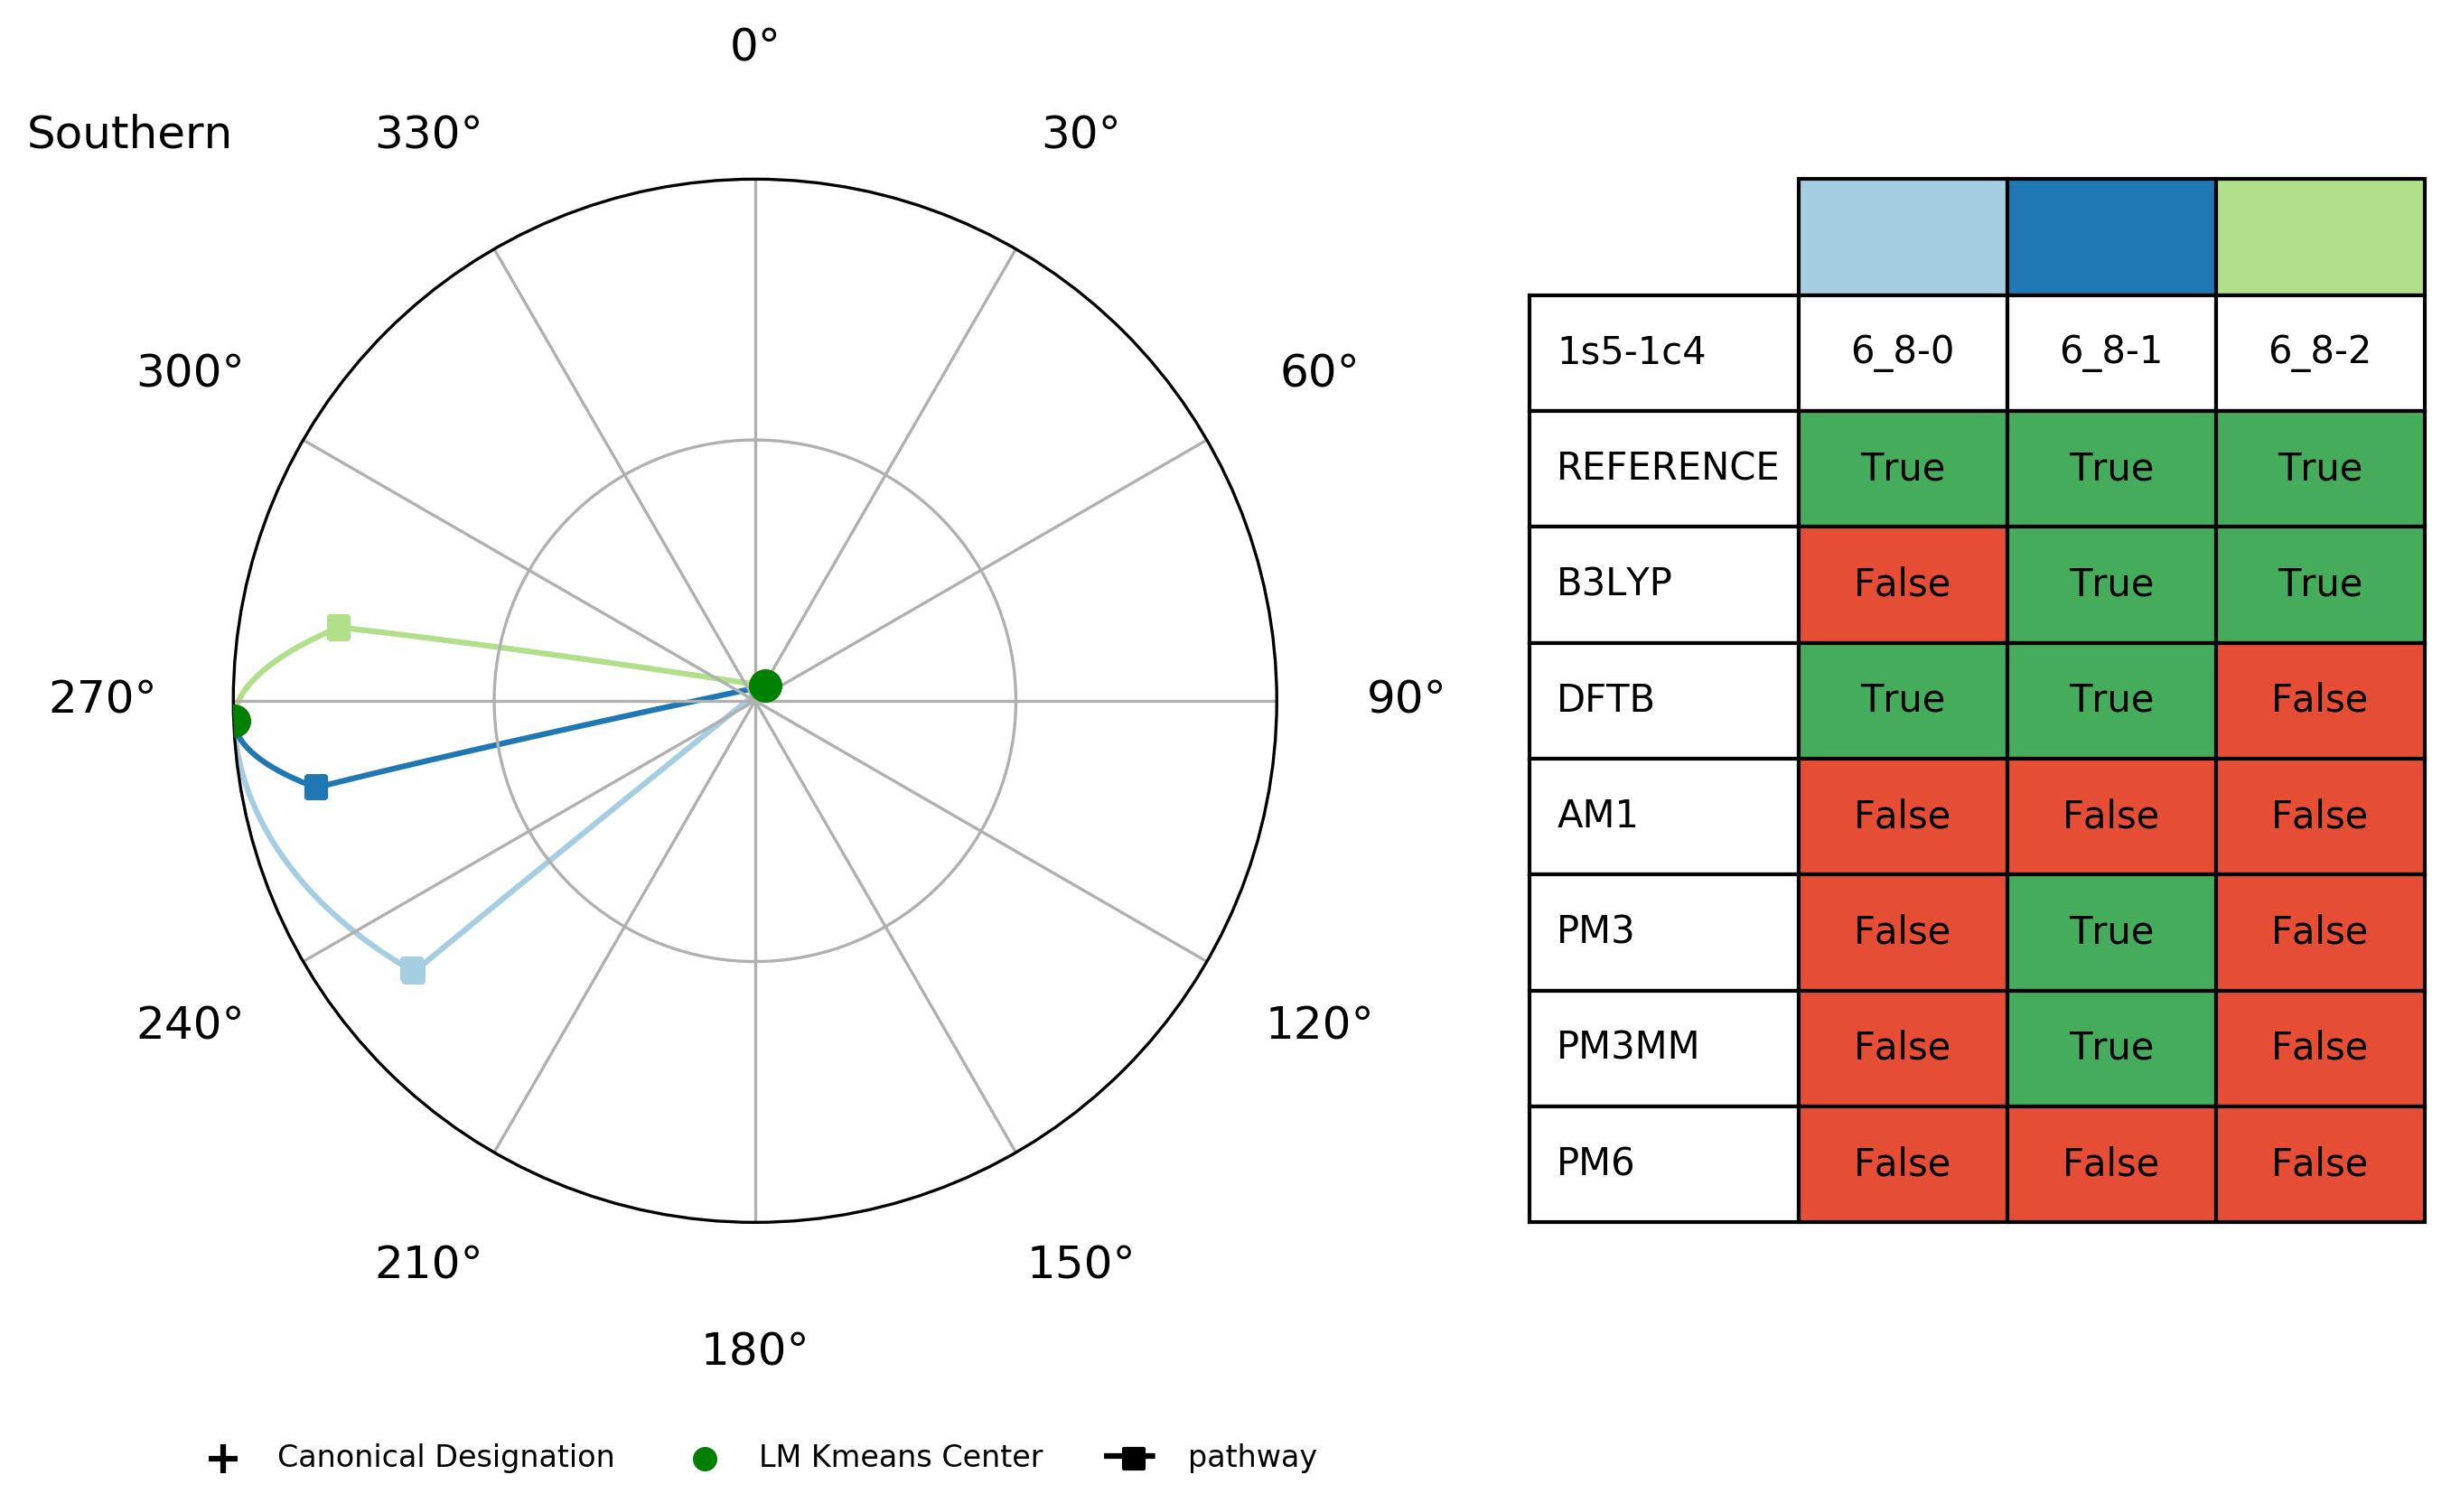 0°
Southern
330°
30°
300°
60°
270°
90°
240°
120°
210°
150°
180°
1s5-1c4 6_8-0 6_8-1 6_8-2
REFERENCE True True True
B3LYP False True True
DFTB True True False
AM1 False False False
PM3 False True False
PM3MM False True False
PM6 False False False
Canonical Designation LM Kmeans Center pathway